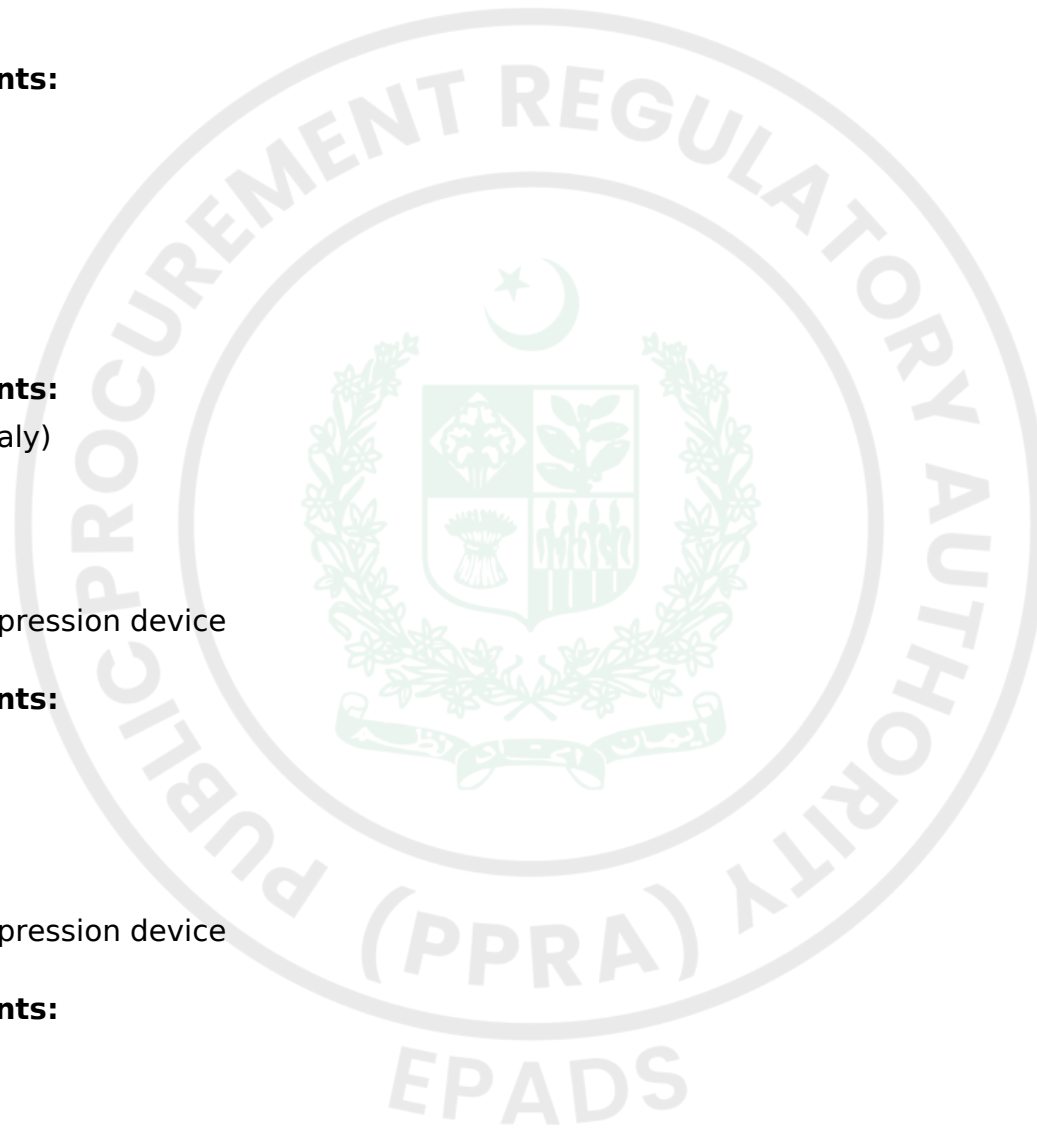 nts:
nts:
aly)
pression device
nts:
pression device
nts:
PUBLIC PROCUREMENT REGULATORY AUTHORITY
(PPRA)
EPADS